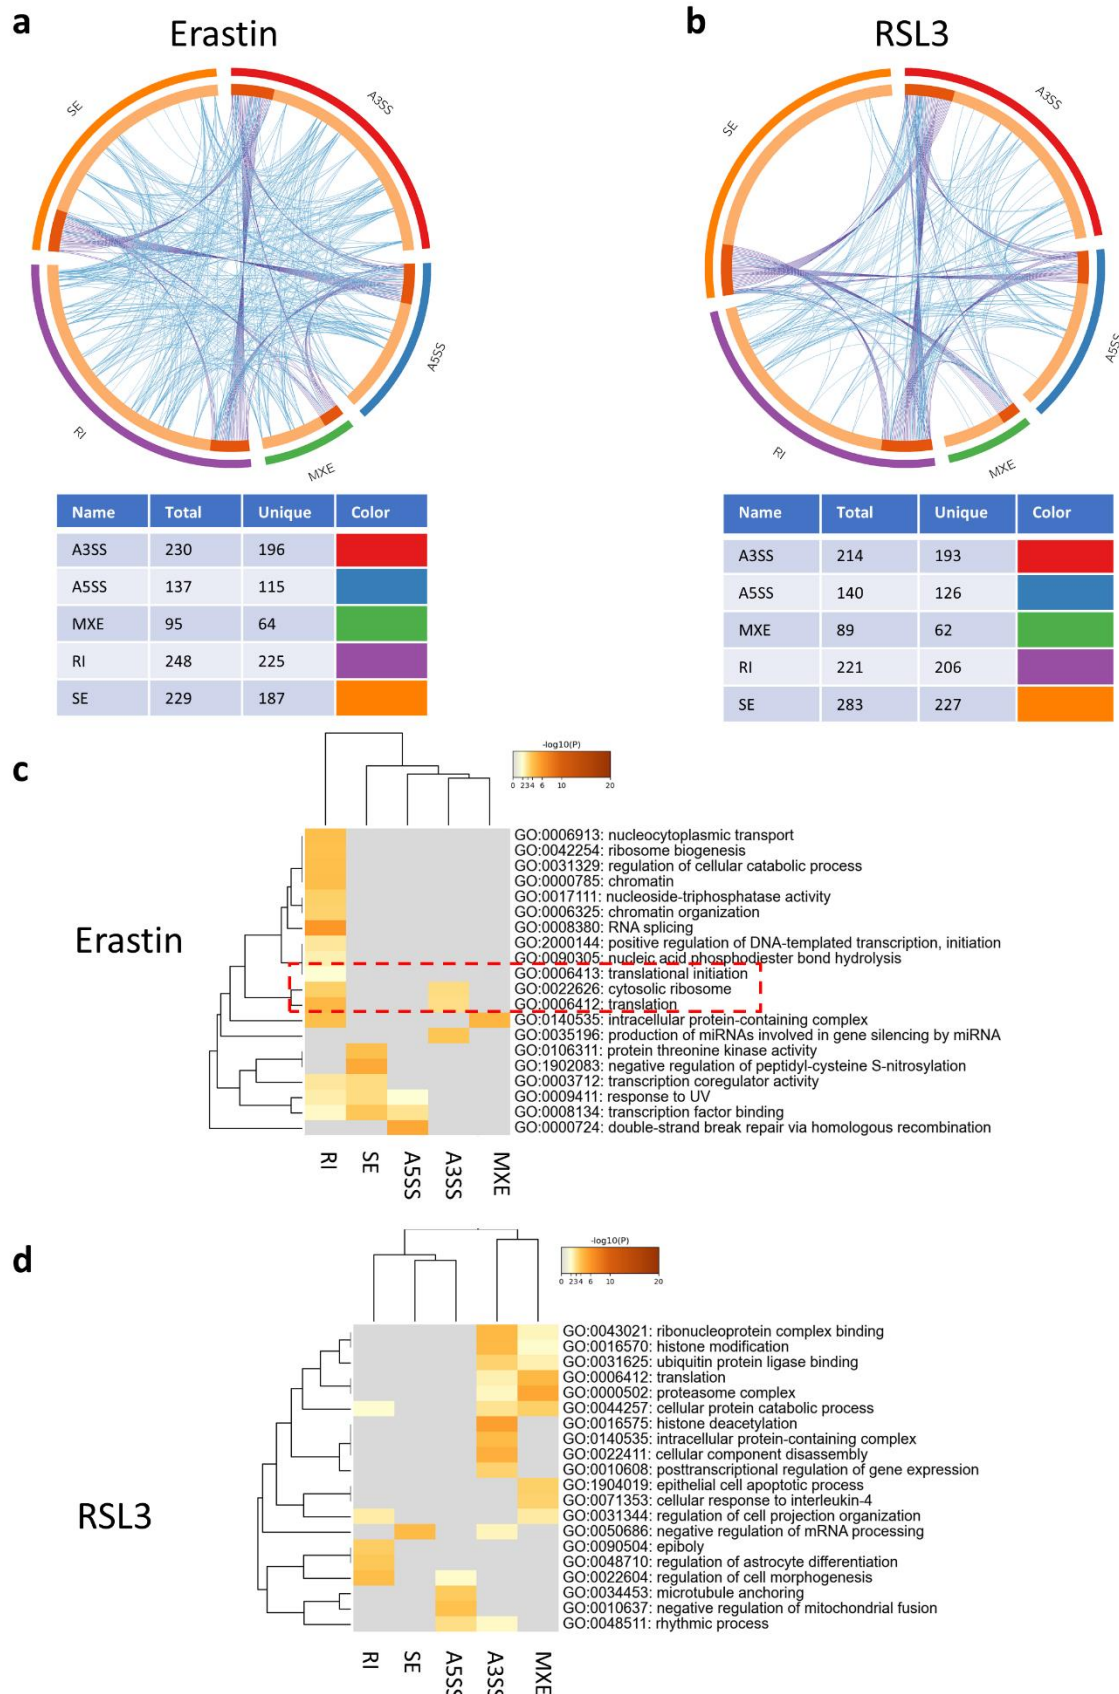 a
Erastin
b
RSL3
SE
A3SS
A5SS
MXE
RI
SE
A3SS
A5SS
MXE
RI
Name Total Unique Color
A3SS 230 196
A5SS 137 115
MXE 95 64
RI 248 225
SE 229 187
Name Total Unique Color
A3SS 214 193
A5SS 140 126
MXE 89 62
RI 221 206
SE 283 227
c
-log10(P)
0 2 3 4 6 10 20
Erastin
GO:0006913: nucleocytoplasmic transport
GO:0042254: ribosome biogenesis
GO:0031329: regulation of cellular catabolic process
GO:0000785: chromatin
GO:0017111: nucleoside-triphosphatase activity
GO:0006325: chromatin organization
GO:0008380: RNA splicing
GO:2000144: positive regulation of DNA-templated transcription, initiation
GO:0090305: nucleic acid phosphodiester bond hydrolysis
GO:0006413: translational initiation
GO:0022626: cytosolic ribosome
GO:0006412: translation
GO:0140535: intracellular protein-containing complex
GO:0035196: production of miRNAs involved in gene silencing by miRNA
GO:0106311: protein threonine kinase activity
GO:1902083: negative regulation of peptidyl-cysteine S-nitrosylation
GO:0003712: transcription coregulator activity
GO:0009411: response to UV
GO:0008134: transcription factor binding
GO:0000724: double-strand break repair via homologous recombination
RI SE A5SS A3SS MXE
d
-log10(P)
0 2 3 4 6 10 20
RSL3
GO:0043021: ribonucleoprotein complex binding
GO:0016570: histone modification
GO:0031625: ubiquitin protein ligase binding
GO:0006412: translation
GO:0000502: proteasome complex
GO:0044257: cellular protein catabolic process
GO:0016575: histone deacetylation
GO:0140535: intracellular protein-containing complex
GO:0022411: cellular component disassembly
GO:0010608: posttranscriptional regulation of gene expression
GO:1904019: epithelial cell apoptotic process
GO:0071353: cellular response to interleukin-4
GO:0031344: regulation of cell projection organization
GO:0050686: negative regulation of mRNA processing
GO:0090504: epiboly
GO:0048710: regulation of astrocyte differentiation
GO:0022604: regulation of cell morphogenesis
GO:0034453: microtubule anchoring
GO:0010637: negative regulation of mitochondrial fusion
GO:0048511: rhythmic process
RI SE A5SS A3SS MXE